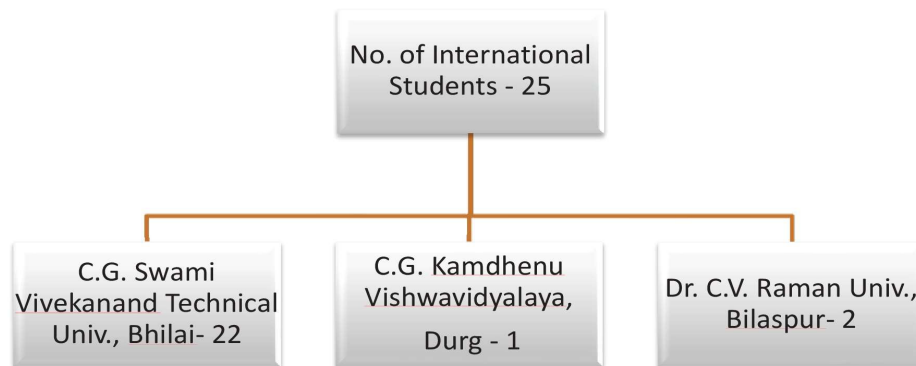 No. of International
Students - 25
C.G. Swami
Vivekanand Technical
Univ., Bhilai- 22
C.G. Kamdhenu
Vishwavidyalaya,
Durg - 1
Dr. C.V. Raman Univ.,
Bilaspur- 2